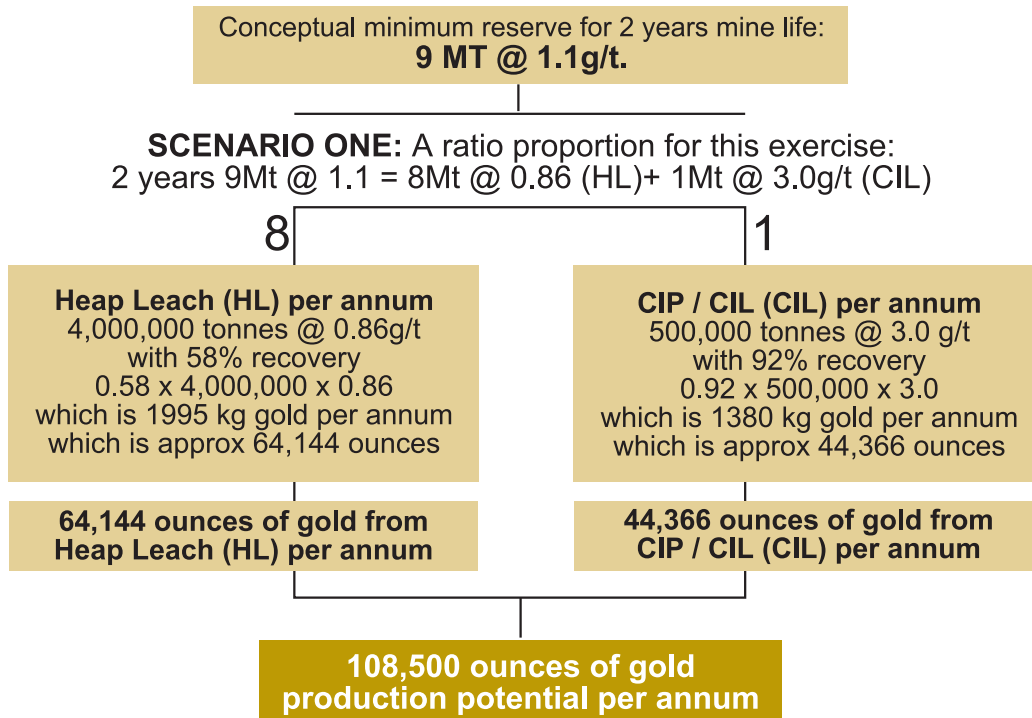 Conceptual minimum reserve for 2 years mine life:
9 MT @ 1.1g/t.
SCENARIO ONE: A ratio proportion for this exercise:
2 years 9Mt @ 1.1 = 8Mt @ 0.86 (HL)+ 1Mt @ 3.0g/t (CIL)
8
1
Heap Leach (HL) per annum
4,000,000 tonnes @ 0.86g/t
with 58% recovery
0.58 x 4,000,000 x 0.86
which is 1995 kg gold per annum
which is approx 64,144 ounces
CIP / CIL (CIL) per annum
500,000 tonnes @ 3.0 g/t
with 92% recovery
0.92 x 500,000 x 3.0
which is 1380 kg gold per annum
which is approx 44,366 ounces
64,144 ounces of gold from
Heap Leach (HL) per annum
44,366 ounces of gold from
CIP / CIL (CIL) per annum
108,500 ounces of gold
production potential per annum